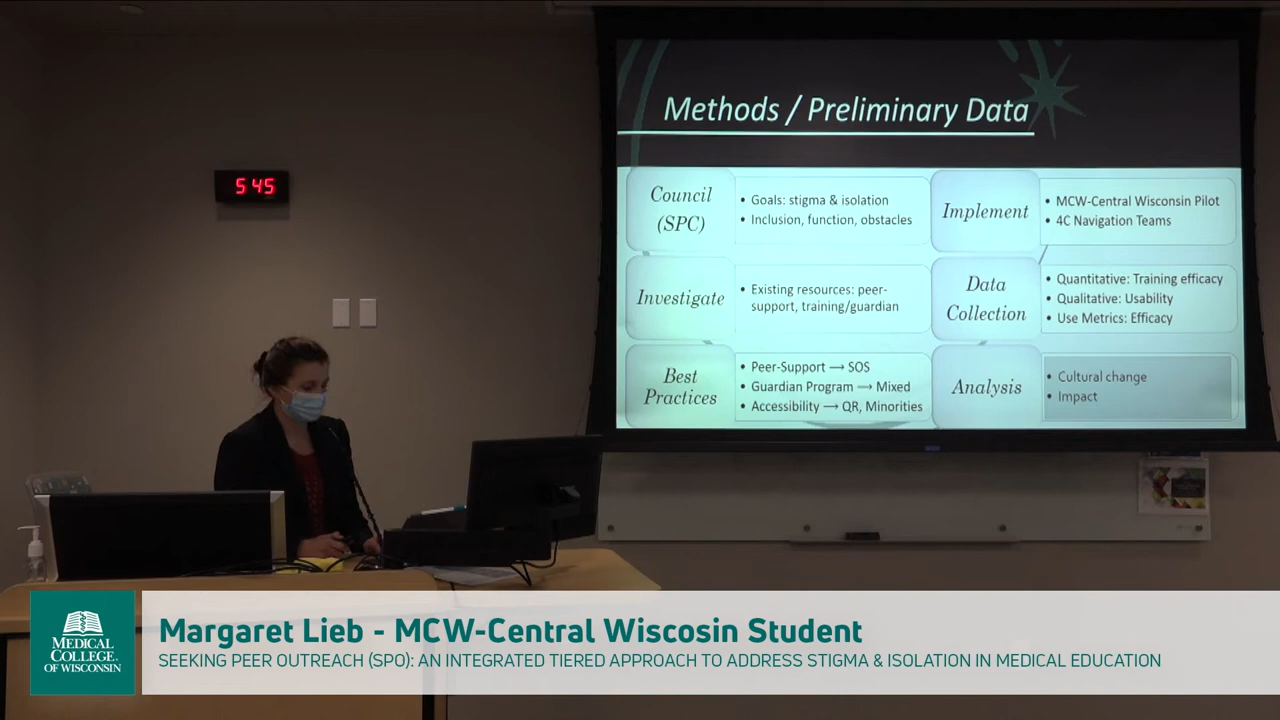 5 45
Methods / Preliminary Data
Council
(SPC)
• Goals: stigma & isolation
• Inclusion, function, obstacles
Implement
• MCW-Central Wisconsin Pilot
• 4C Navigation Teams
Investigate
• Existing resources: peer-
support, training/guardian
Data
Collection
• Quantitative: Training efficacy
• Qualitative: Usability
• Use Metrics: Efficacy
Best
Practices
• Peer-Support → SOS
• Guardian Program → Mixed
• Accessibility → QR, Minorities
Analysis
• Cultural change
• Impact
MEDICAL
COLLEGE
OF WISCONSIN
Margaret Lieb - MCW-Central Wiscosin Student
SEEKING PEER OUTREACH (SPO): AN INTEGRATED TIERED APPROACH TO ADDRESS STIGMA & ISOLATION IN MEDICAL EDUCATION